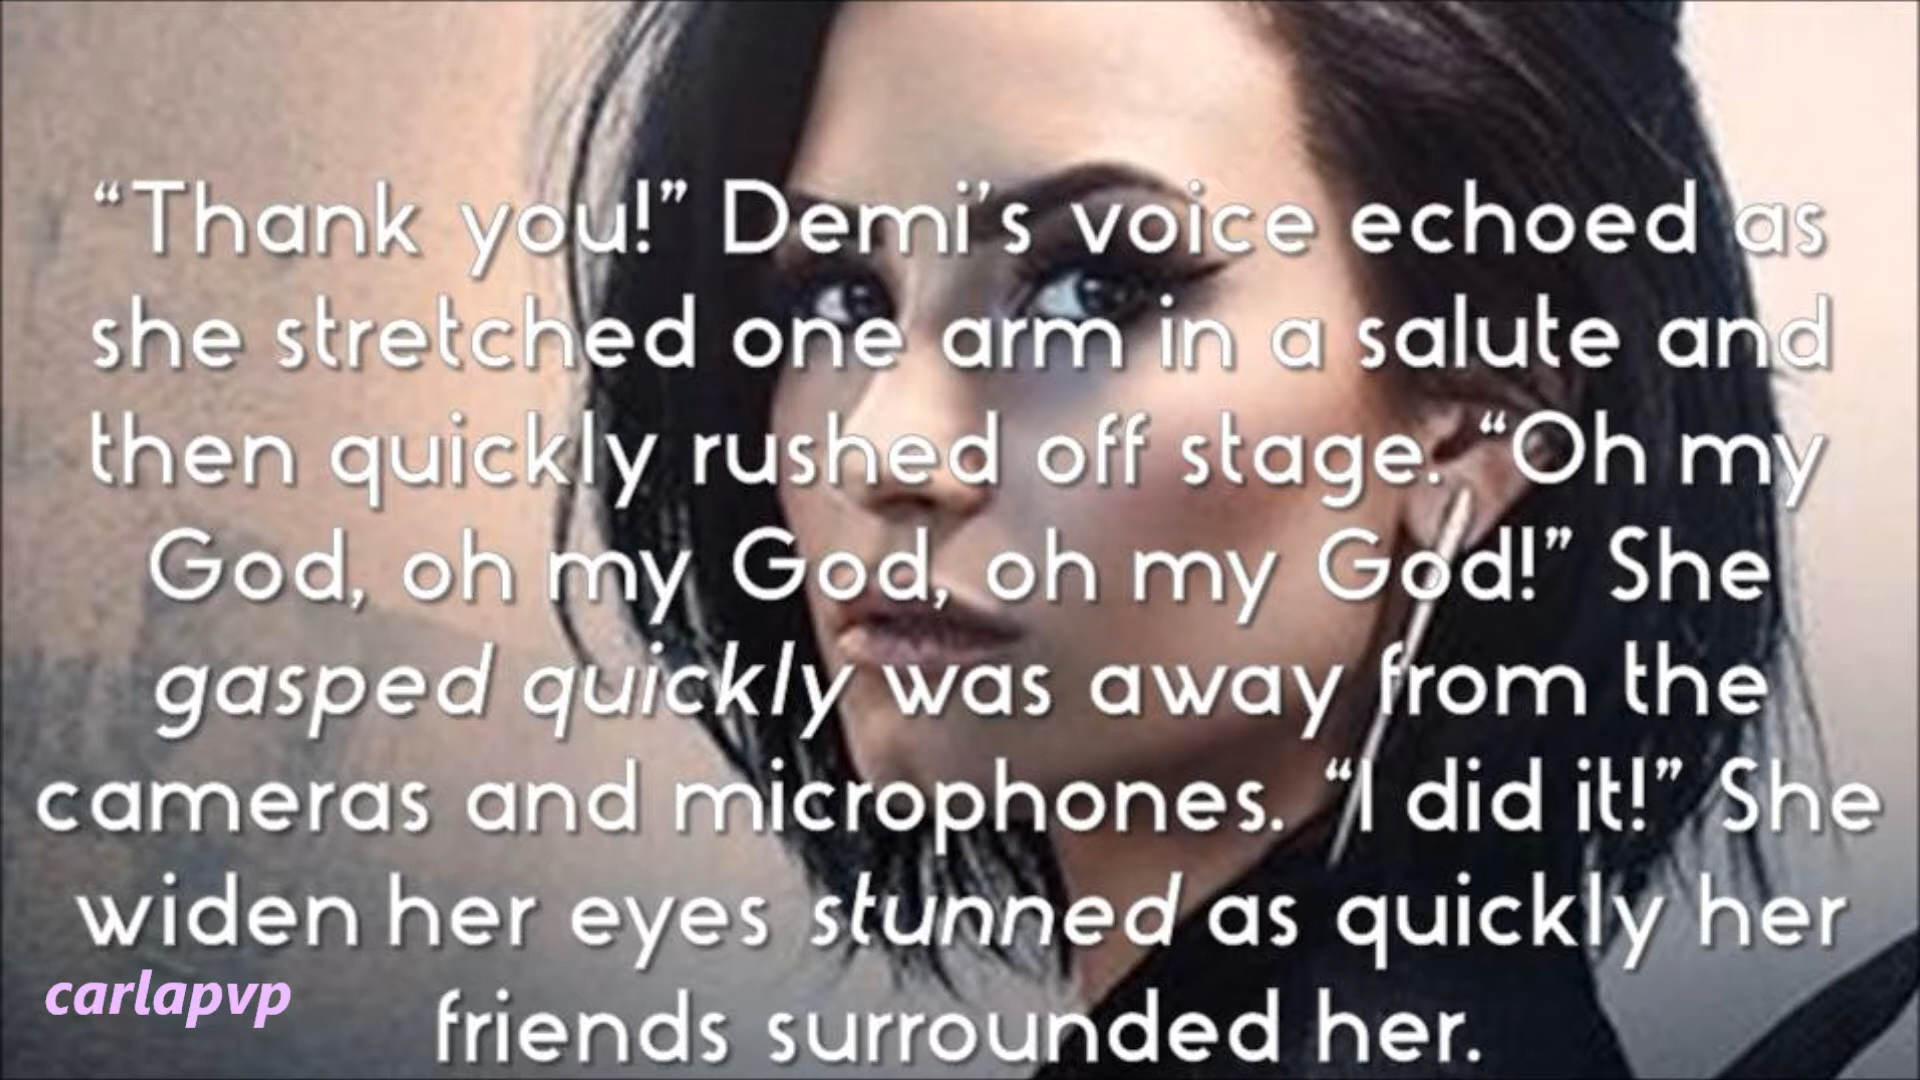 “Thank you!” Demi’s voice echoed as
she stretched one arm in a salute and
then quickly rushed off stage. “Oh my
God, oh my God, oh my God!” She
gasped quickly was away from the
cameras and microphones. “I did it!” She
widen her eyes stunned as quickly her
friends surrounded her.
carlapvp